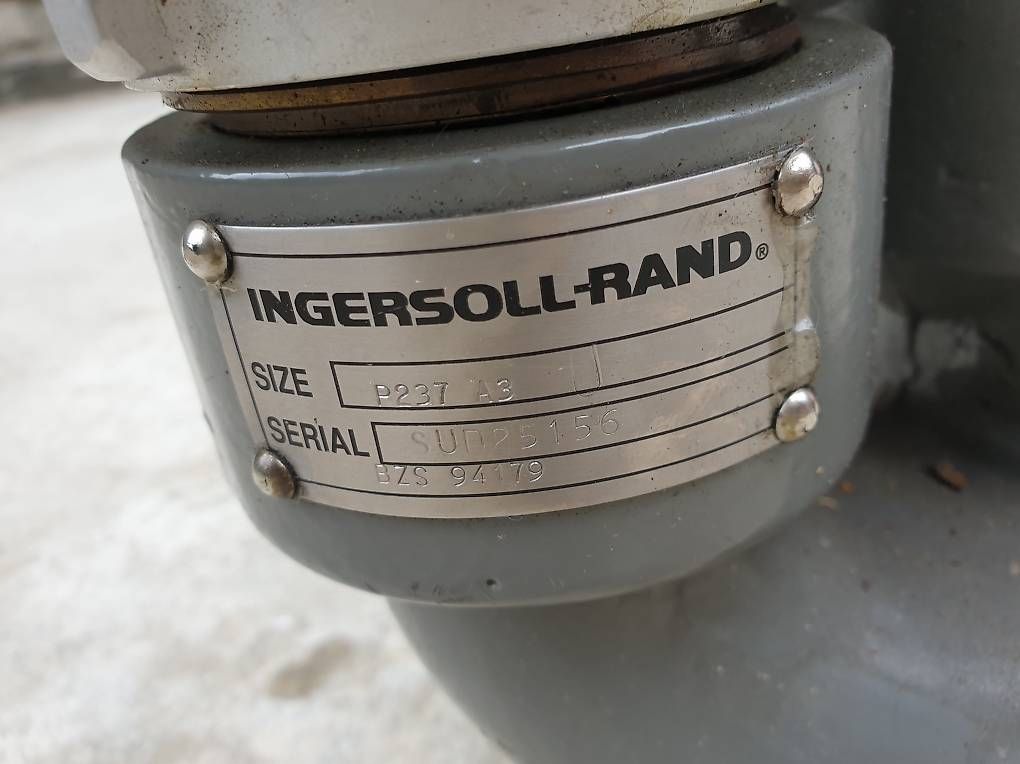 INGERSOLL-RAND®
SIZE P237 A3 U
SERIAL SUD25156
BZS 94179